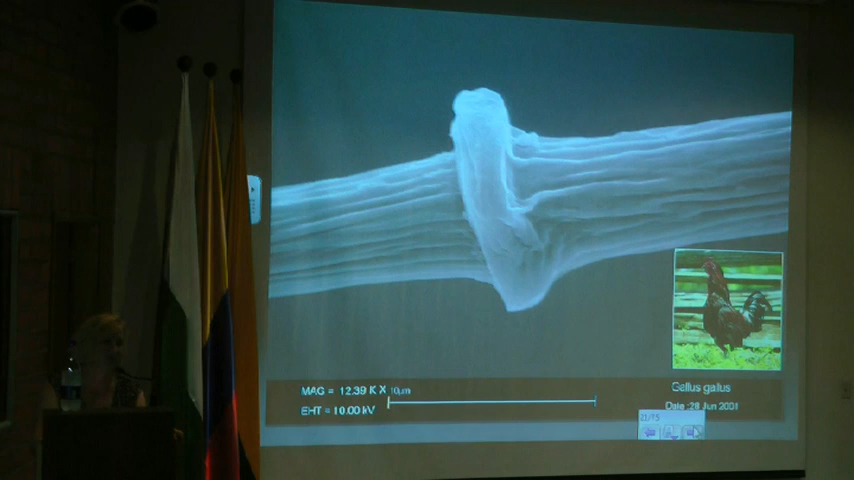 MAG = 12.39 K X 10µm
EHT = 10.00 kV
Gallus gallus
Date :28 Jun 2001